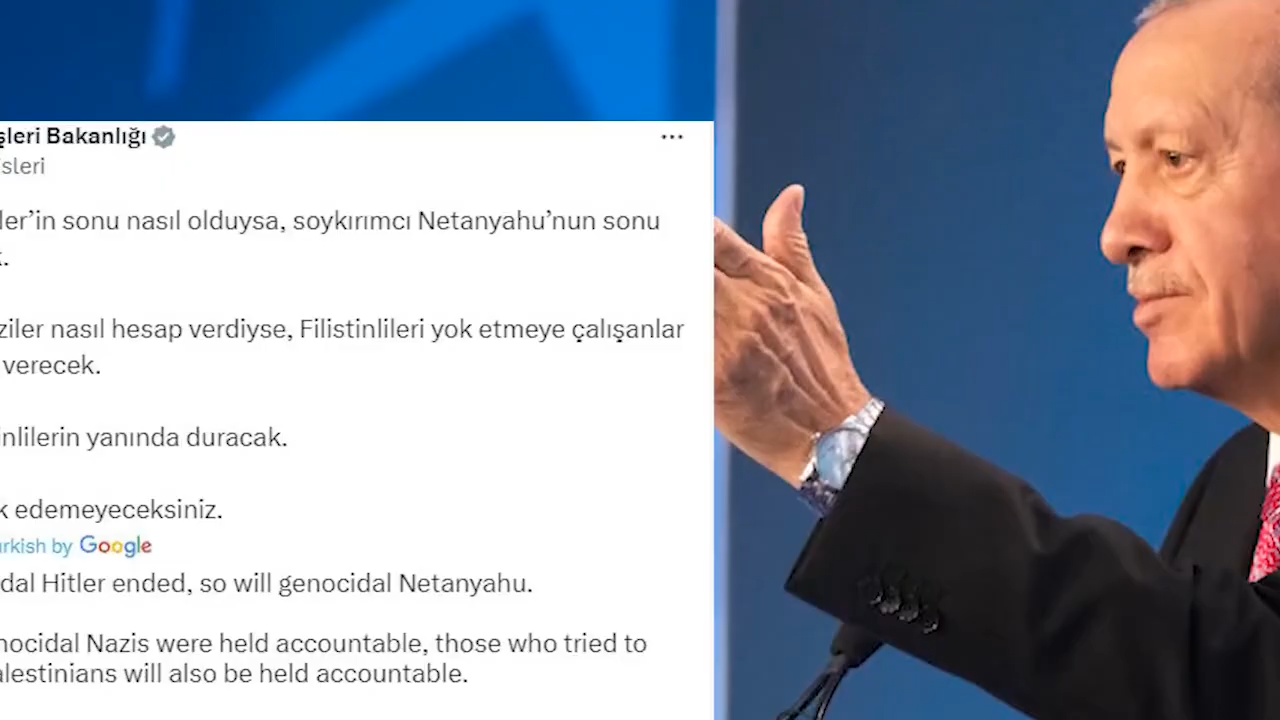 şleri Bakanlığı
sleri
ler’in sonu nasıl olduysa, soykırımcı Netanyahu’nun sonu
ziler nasıl hesap verdiyse, Filistinlileri yok etmeye çalışanlar
verecek.
inlilerin yanında duracak.
k edemeyeceksiniz.
urkish by Google
dal Hitler ended, so will genocidal Netanyahu.
nocidal Nazis were held accountable, those who tried to
alestinians will also be held accountable.